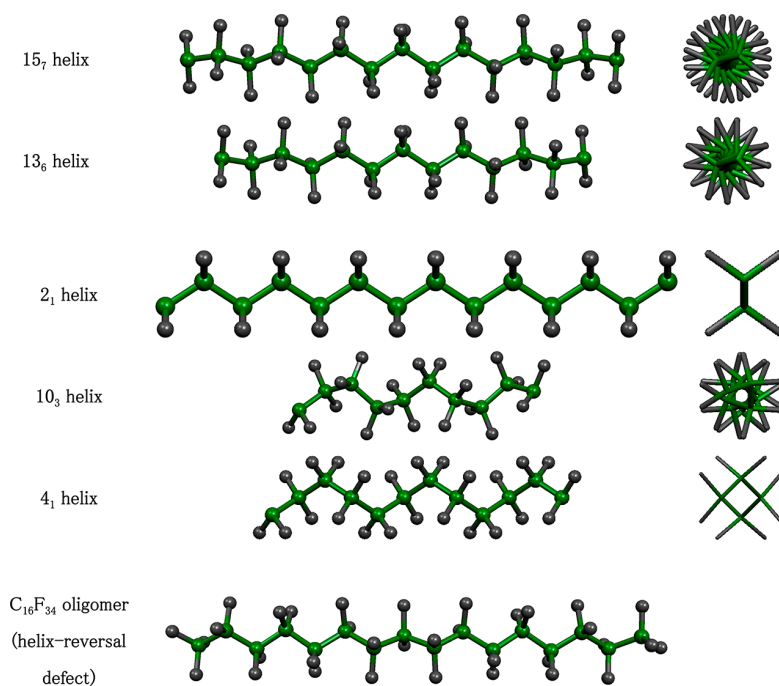 15₇ helix
13₆ helix
2₁ helix
10₃ helix
4₁ helix
C₁₆F₃₄ oligomer
(helix-reversal
defect)